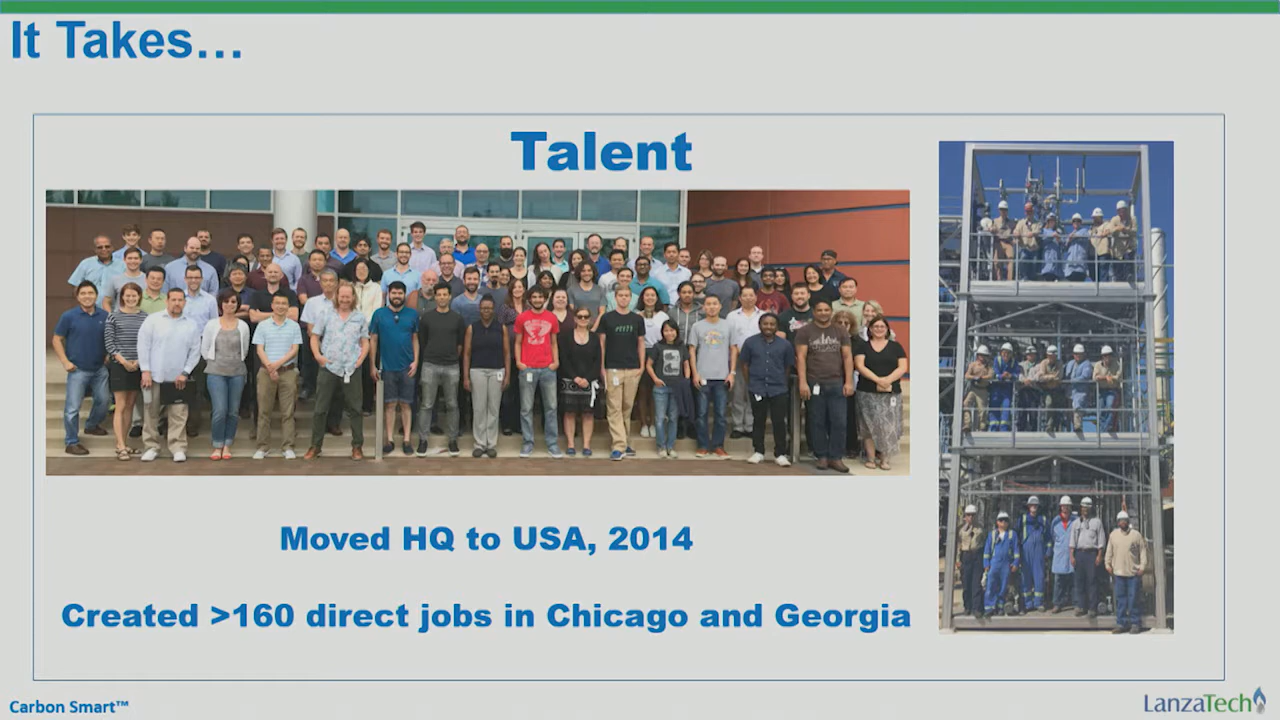 It Takes…
Talent
Moved HQ to USA, 2014
Created >160 direct jobs in Chicago and Georgia
Carbon Smart™
LanzaTech